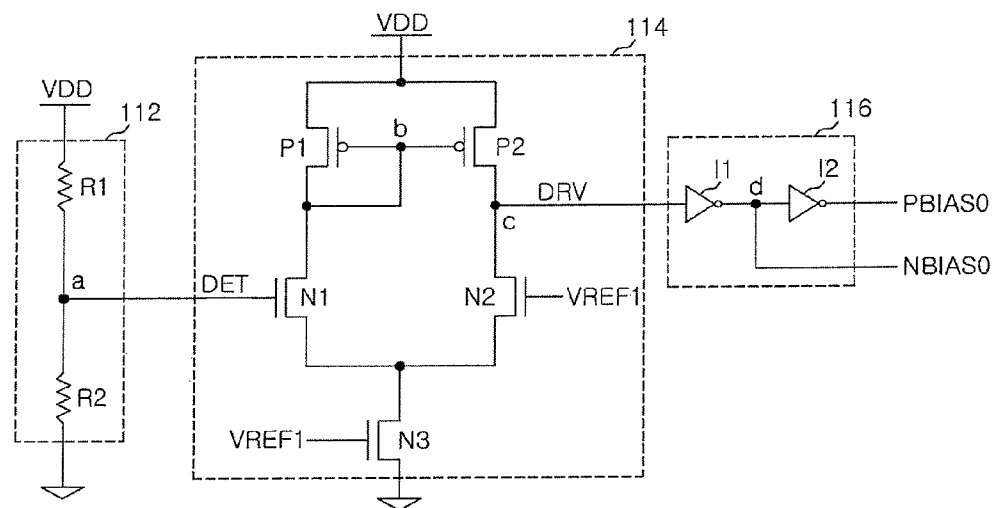 VDD
114
VDD
112
116
P1
b
P2
R1
DRV
I1
d
I2
PBIAS0
c
a
DET
N1
N2
VREF1
NBIAS0
R2
VREF1
N3